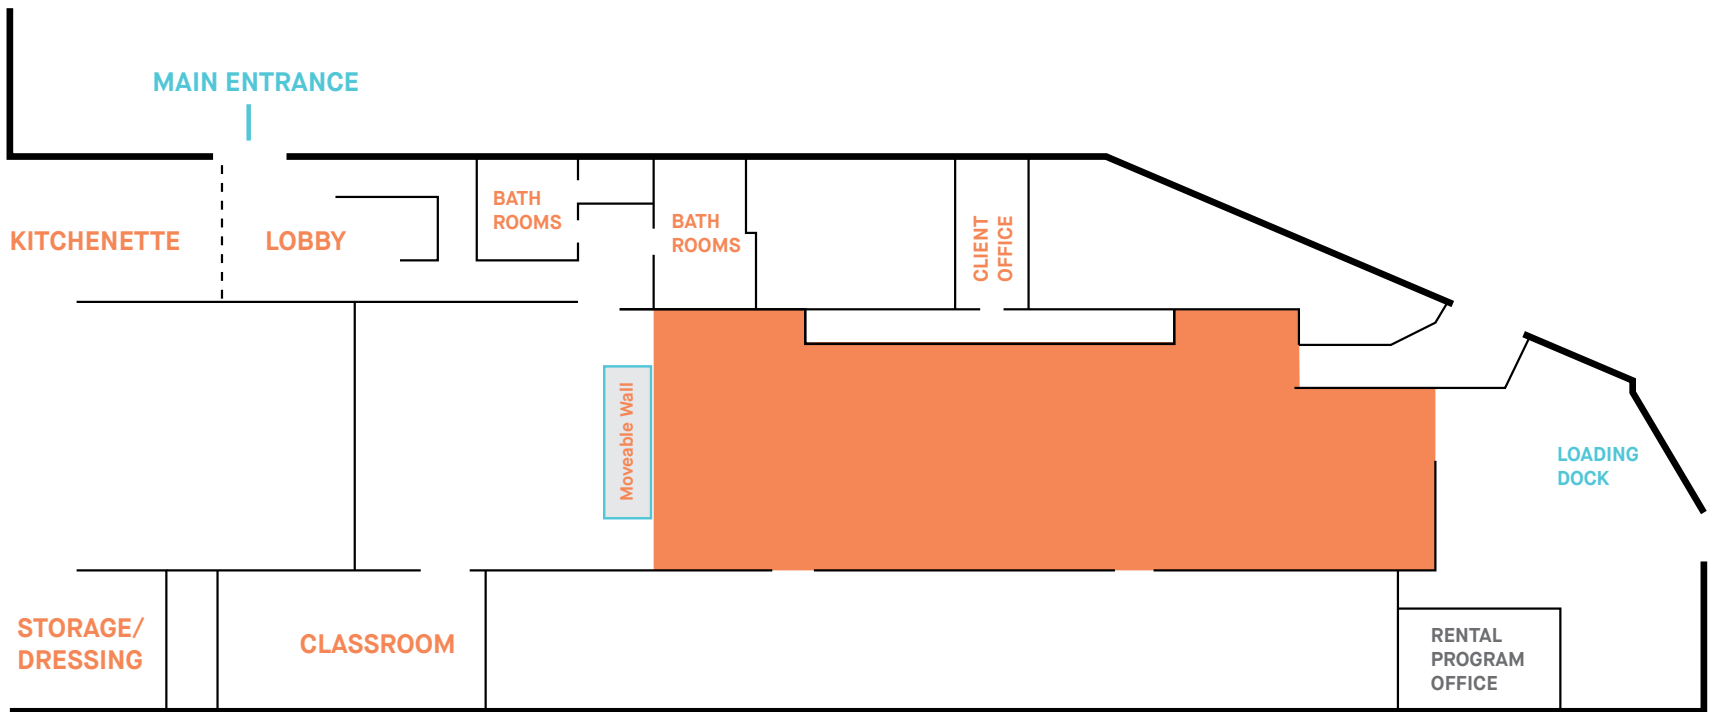 MAIN ENTRANCE
KITCHENETTE
LOBBY
BATH
ROOMS
BATH
ROOMS
CLIENT
OFFICE
Moveable Wall
LOADING
DOCK
STORAGE/
DRESSING
CLASSROOM
RENTAL
PROGRAM
OFFICE